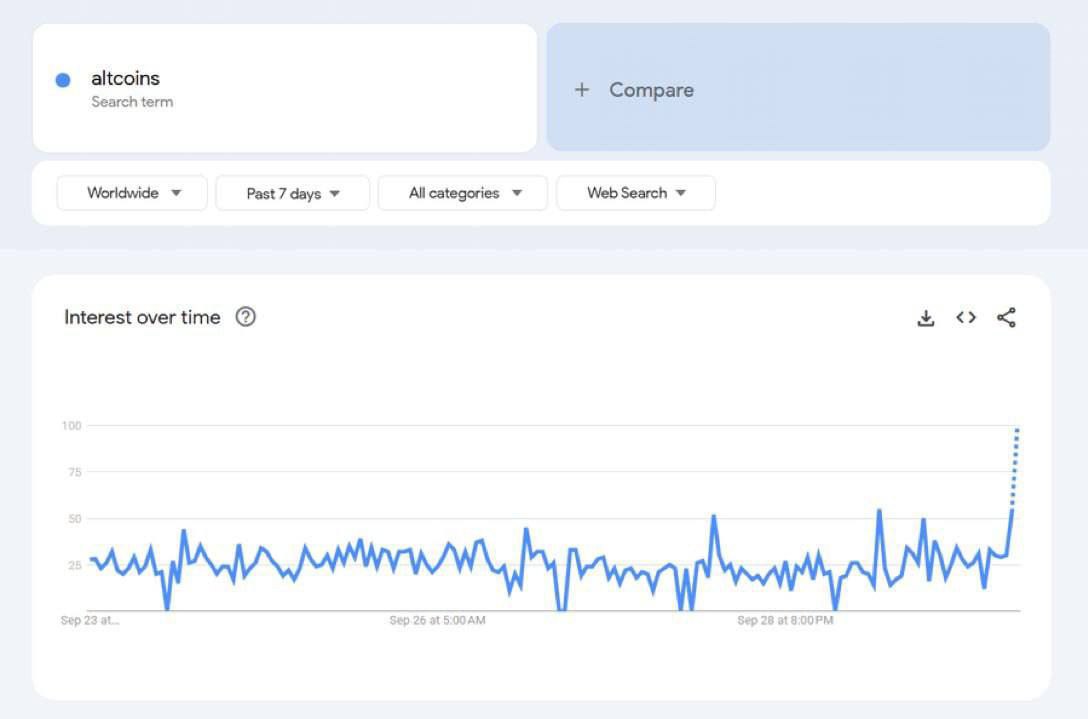 altcoins
Search term
+ Compare
Worldwide Past 7 days All categories Web Search
Interest over time ?
100
75
50
25
Sep 23 at... Sep 26 at 5:00 AM Sep 28 at 8:00 PM